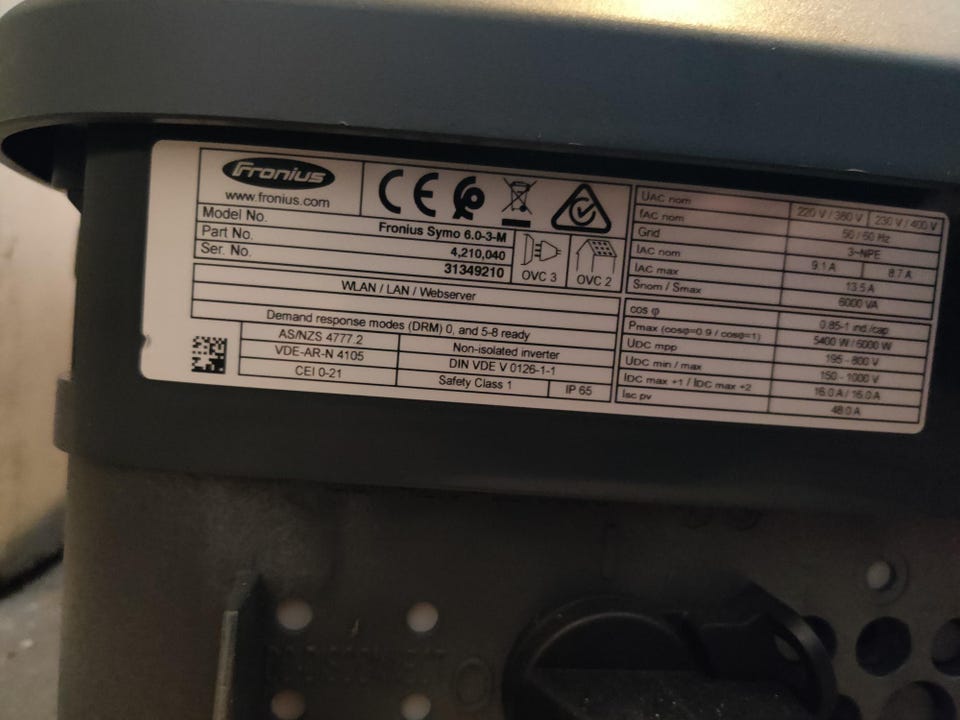 Fronius
www.fronius.com
Model No. Fronius Symo 6.0-3-M
Part No. 4,210,040
Ser. No. 31349210
OVC 3 OVC 2
WLAN / LAN / Webserver
Demand response modes (DRM) 0, and 5-8 ready
AS/NZS 4777.2 Non-isolated inverter
VDE-AR-N 4105 DIN VDE V 0126-1-1
CEI 0-21 Safety Class 1 IP 65
UAC nom 220 V / 380 V 230 V / 400 V
fAC nom 50 / 60 Hz
Grid 3~NPE
IAC nom 9.1 A 8.7 A
IAC max 13.5 A
Snom / Smax 6000 VA
cos φ 0.85-1 ind./cap.
Pmax (cosφ=0.9 / cosφ=1) 5400 W / 6000 W
UDC mpp 195 - 800 V
UDC min / max 150 - 1000 V
IDC max +1 / IDC max +2 16.0 A / 16.0 A
Isc pv 48.0 A